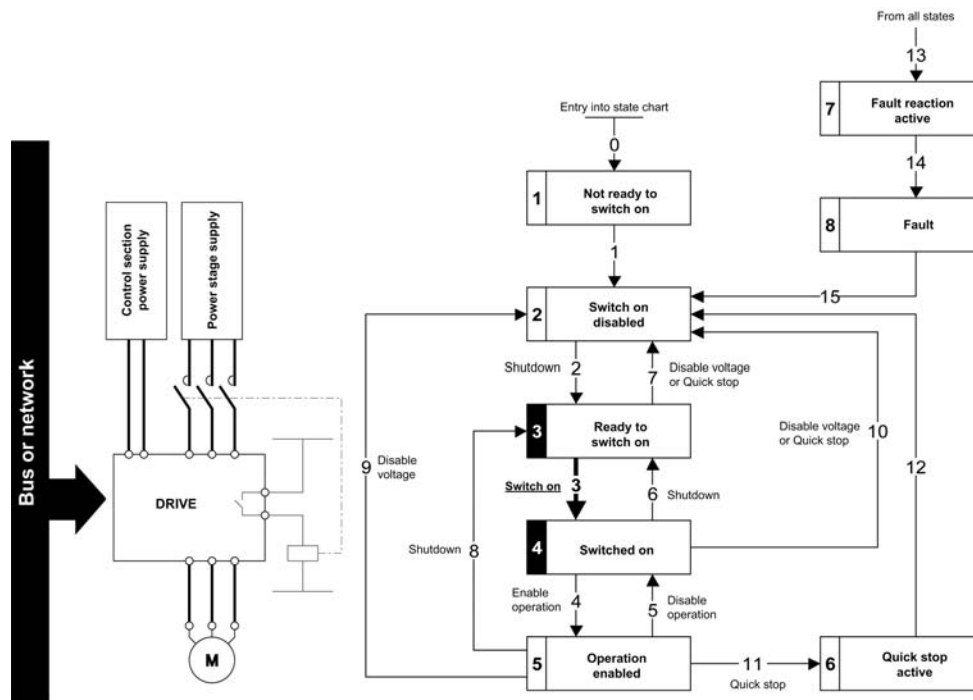 From all states
13
7
Fault reaction
active
Entry into state chart
0
14
1
Not ready to
switch on
8
Fault
Control section
power supply
Power stage supply
1
15
2
Switch on
disabled
Shutdown
2
7
Disable voltage
or Quick stop
3
Ready to
switch on
Disable voltage
or Quick stop
10
Bus or network
9
Disable
voltage
12
Switch on
3
6
Shutdown
DRIVE
4
Switched on
Shutdown
8
Enable
operation
4
5
Disable
operation
M
5
Operation
enabled
11
Quick stop
6
Quick stop
active